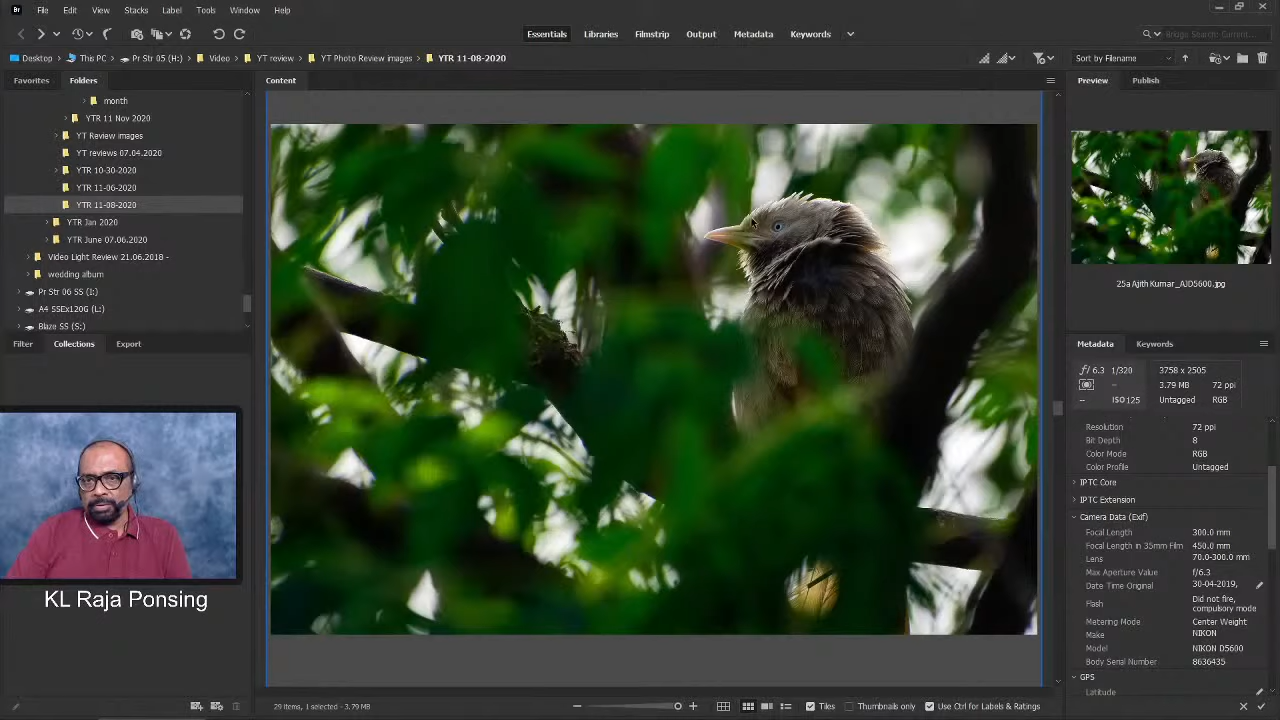 Br File Edit View Stacks Label Tools Window Help
Essentials Libraries Filmstrip Output Metadata Keywords
Bridge Search: Current...
Desktop This PC Pr Str 05 (H:) Video YT review YT Photo Review images YTR 11-08-2020
Sort by Filename
Favorites Folders
Content
Preview Publish
month
YTR 11 Nov 2020
YT Review images
YT reviews 07.04.2020
YTR 10-30-2020
YTR 11-06-2020
YTR 11-08-2020
YTR Jan 2020
YTR June 07.06.2020
Video Light Review 21.06.2018 -
wedding album
Pr Str 06 SS (I:)
A4 SSEx120G (L:)
Blaze SS (S:)
25a Ajith Kumar_AJD5600.jpg
Filter Collections Export
Metadata Keywords
f/ 6.3 1/320
-- 
-- ISO125
3758 x 2505
3.79 MB 72 ppi
Untagged RGB
Resolution 72 ppi
Bit Depth 8
Color Mode RGB
Color Profile Untagged
IPTC Core
IPTC Extension
Camera Data (Exif)
Focal Length 300.0 mm
Focal Length in 35mm Film 450.0 mm
Lens 70.0-300.0 mm
Max Aperture Value f/6.3
Date Time Original 30-04-2019,
Flash Did not fire,
compulsory mode
Metering Mode Center Weight
Make NIKON
Model NIKON D5600
Body Serial Number 8636435
GPS
Latitude
KL Raja Ponsing
29 items, 1 selected - 3.79 MB
Tiles Thumbnails only Use Ctrl for Labels & Ratings